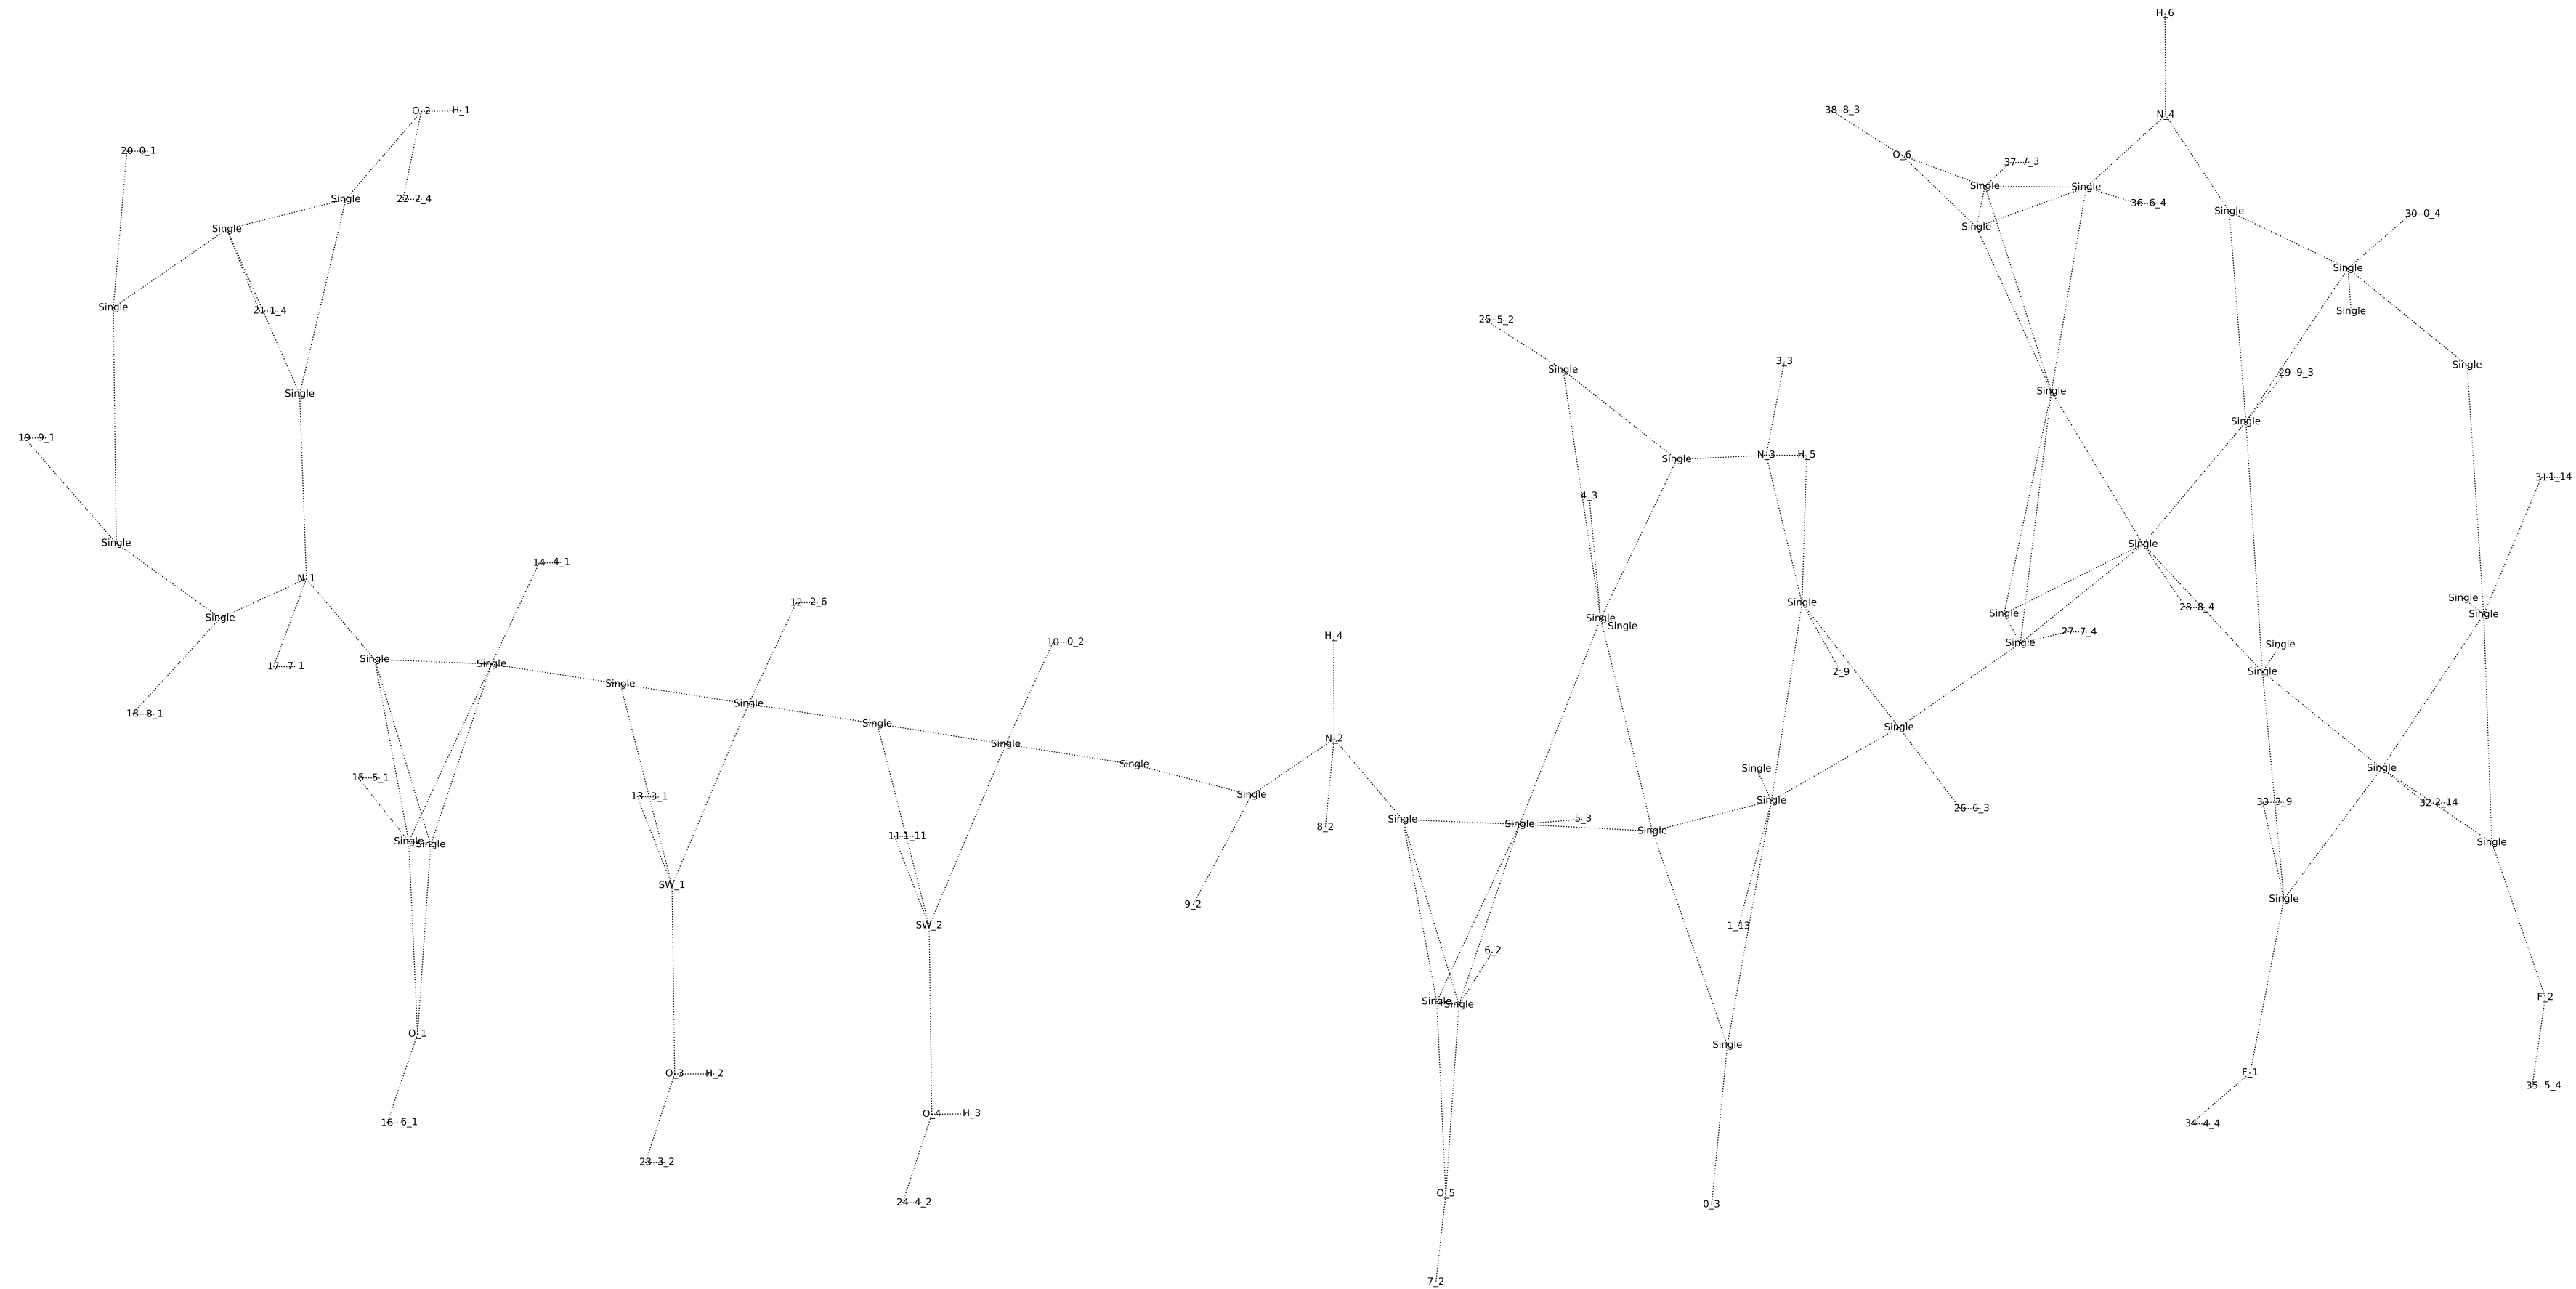 H_6
O_2 H_1
38 8_3
N_4
20 0_1
O_6
37 7_3
Single
Single
Single
22 2_4
36 6_4
Single
30 0_4
Single
Single
Single
Single
21 1_4
Single
25 5_2
3_3
Single
Single
29 9_3
Single
Single
Single
19 9_1
N_3 H_5
Single
31 1_14
4_3
Single
Single
14 4_1
N_1
Single
12 2_6
Single
28 8_4
Single
Single
Single
Single
Single
27 7_4
H_4
10 0_2
Single
Single
Single
Single
17 7_1
2_9
Single
Single
Single
18 8_1
Single
Single
N_2
Single
Single
Single
Single
15 5_1
Single
13 3_1
Single
33 3_9
32 2_14
26 6_3
Single
5_3
Single
8_2
Single
11 1_11
Single
Single
Single
SW_1
Single
9_2
SW_2
1_13
6_2
F_2
Single
Single
O_1
Single
O_3 H_2
F_1
35 5_4
O_4 H_3
16 6_1
34 4_4
23 3_2
O_5
24 4_2
0_3
7_2